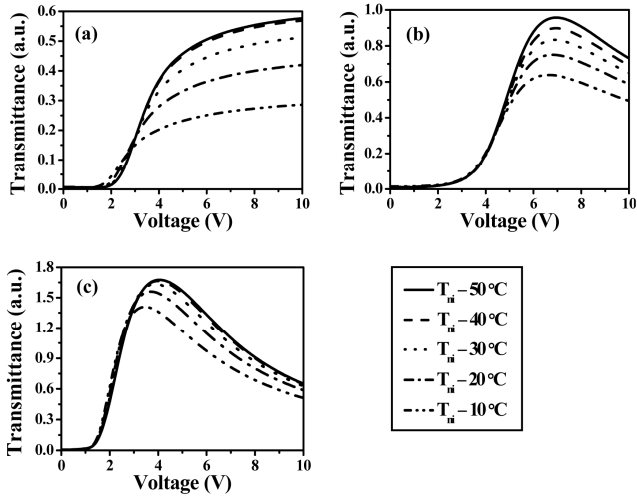 (a)
Transmittance (a.u.)
0.6
0.5
0.4
0.3
0.2
0.1
0.0
0 2 4 6 8 10
Voltage (V)
(b)
Transmittance (a.u.)
1.0
0.8
0.6
0.4
0.2
0.0
0 2 4 6 8 10
Voltage (V)
(c)
Transmittance (a.u.)
1.8
1.5
1.2
0.9
0.6
0.3
0.0
0 2 4 6 8 10
Voltage (V)
Tni – 50°C
Tni – 40°C
Tni – 30°C
Tni – 20°C
Tni – 10°C